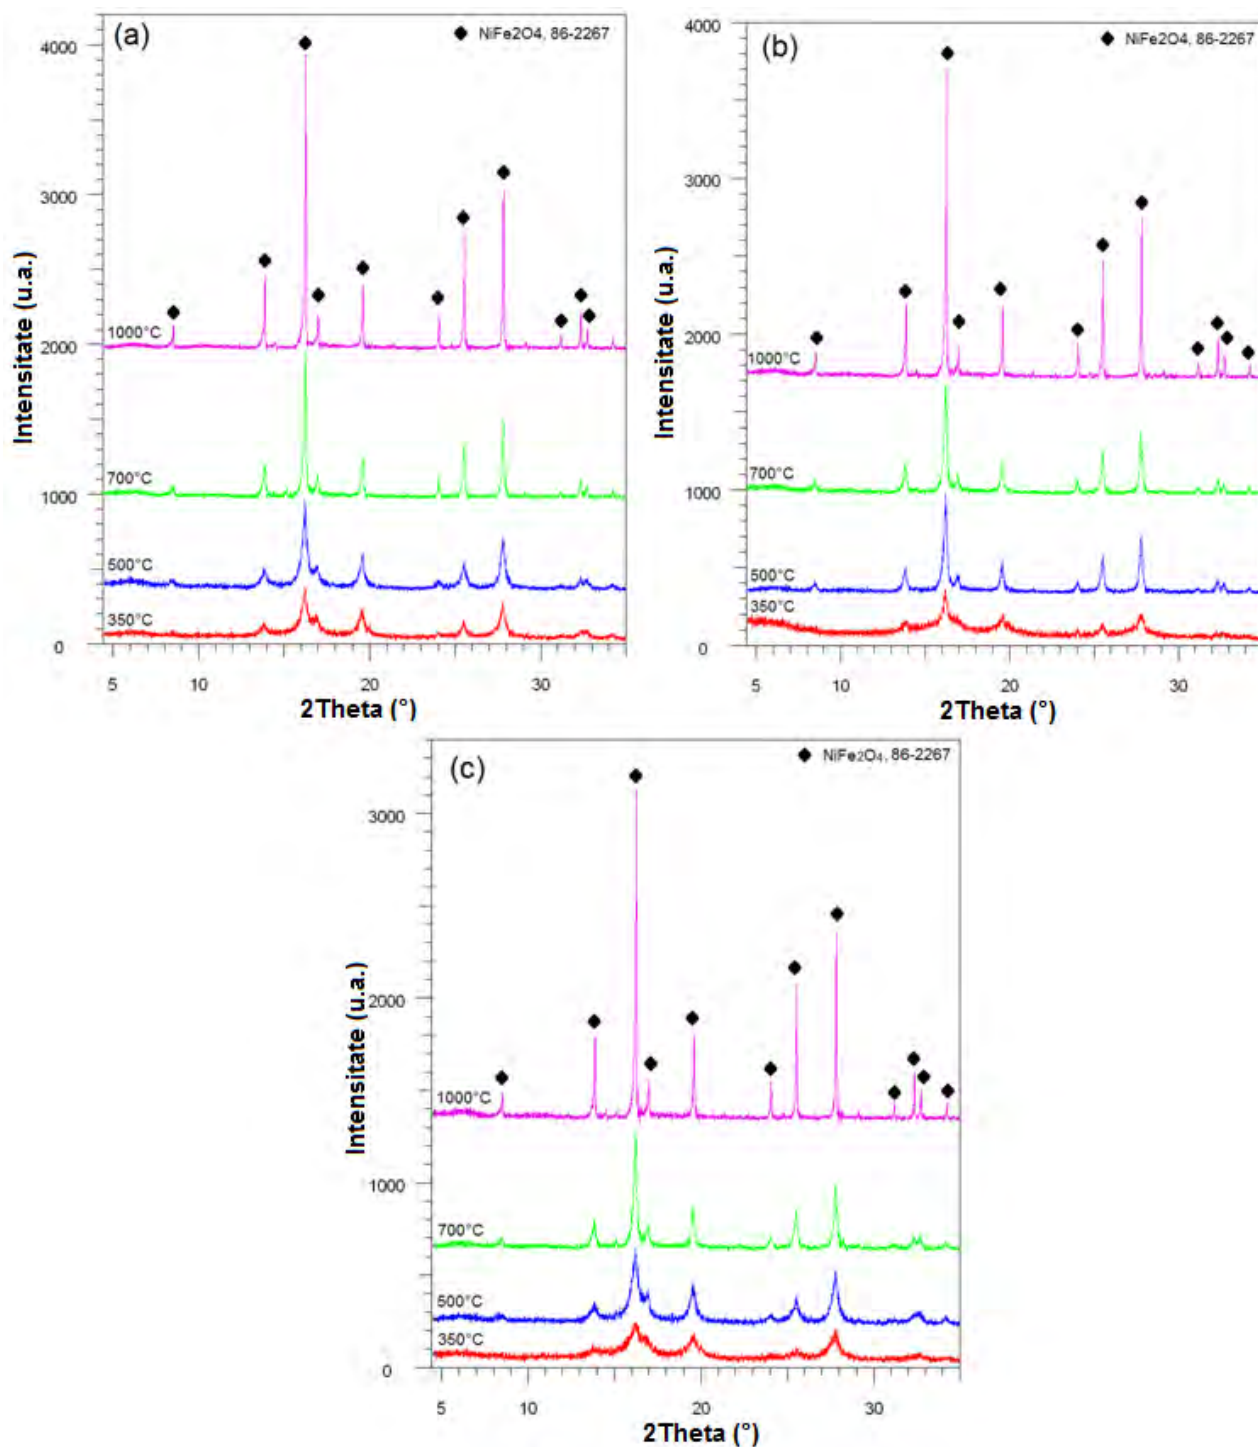 (a)
◆ NiFe2O4, 86-2267
4000
3000
2000
1000
0
Intensitate (u.a.)
1000°C
700°C
500°C
350°C
5 10 20 30
2Theta (°)
(b)
◆ NiFe2O4, 86-2267
4000
3000
2000
1000
0
Intensitate (u.a.)
1000°C
700°C
500°C
350°C
5 10 20 30
2Theta (°)
(c)
◆ NiFe₂O₄, 86-2267
3000
2000
1000
0
Intensitate (u.a.)
1000°C
700°C
500°C
350°C
5 10 20 30
2Theta (°)